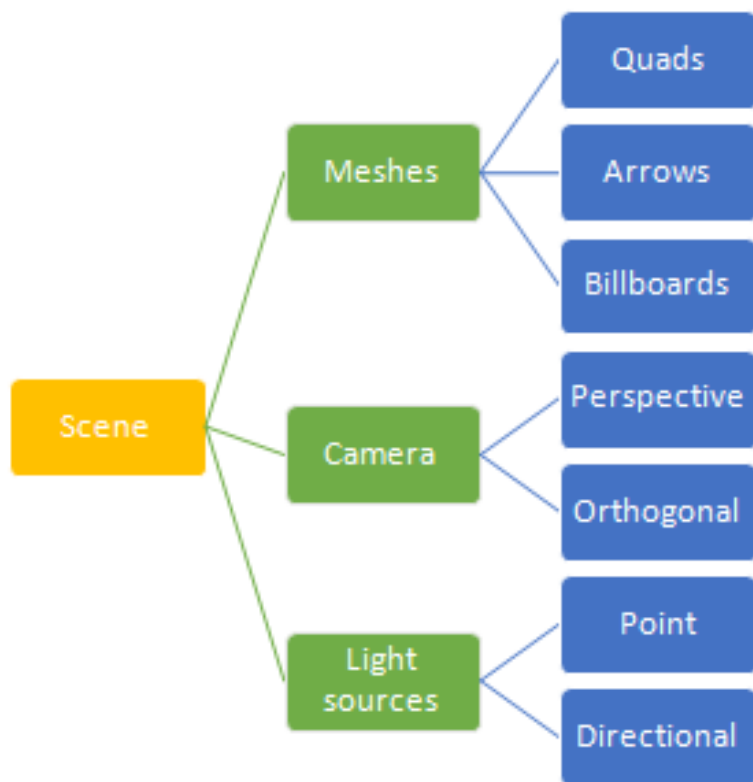 Scene
Meshes
Quads
Arrows
Billboards
Camera
Perspective
Orthogonal
Light
sources
Point
Directional